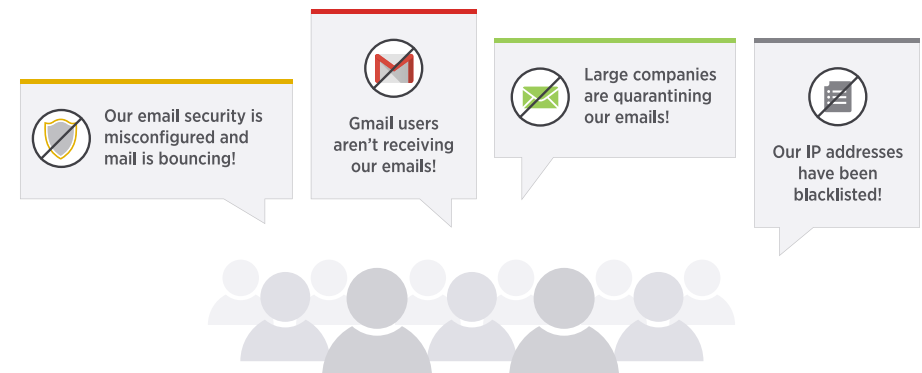 Our email security is
misconfigured and
mail is bouncing!
Gmail users
aren't receiving
our emails!
Large companies
are quarantining
our emails!
Our IP addresses
have been
blacklisted!